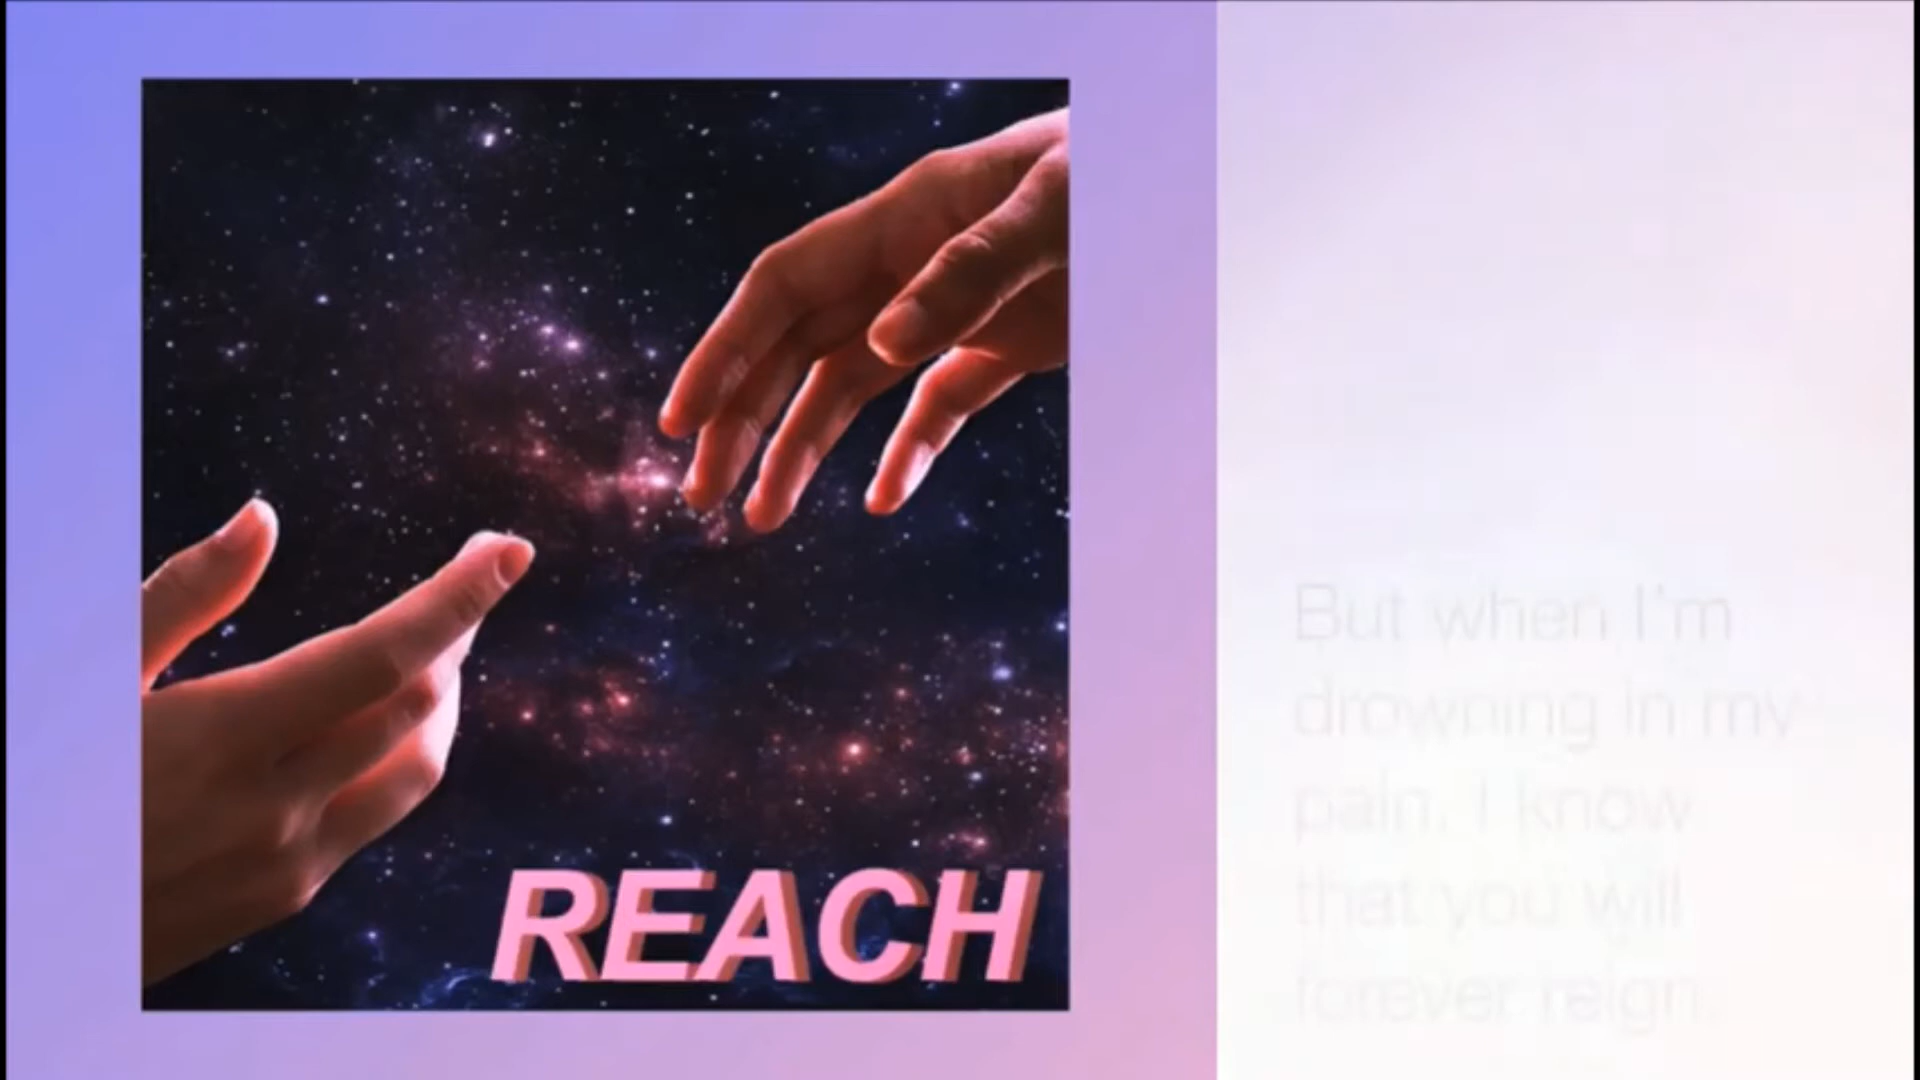 REACH
But when I'm
drowning in my
pain, I know
that you will
forever reign.